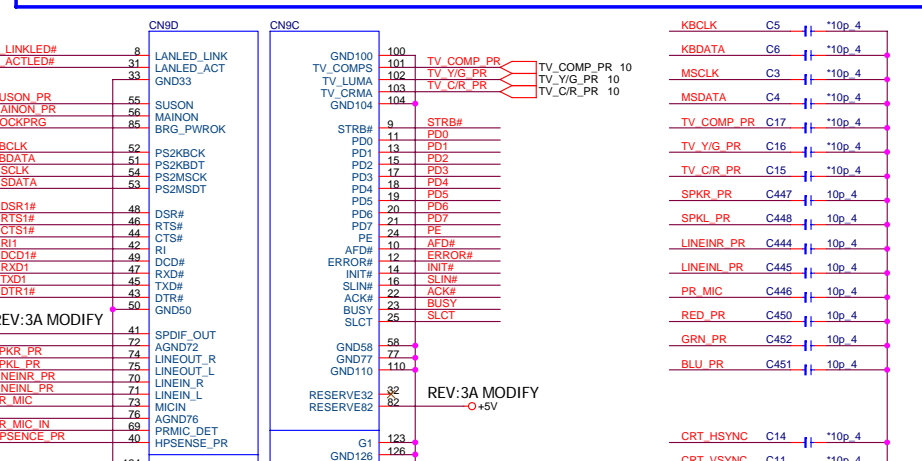 CN9D CN9C
LINKLED# 8 LANLED_LINK
ACTLED# 31 LANLED_ACT
33 GND33
USON_PR 55 SUSON
AINON_PR 56 MAINON
OCKPRG 85 BRG_PWROK
BCLK 52 PS2KBCK
BDATA 51 PS2KBDT
SCLK 54 PS2MSCK
SDATA 53 PS2MSDT
DSR1# 48 DSR#
RTS1# 46 RTS#
CTS1# 44 CTS#
RI1 42 RI
DCD1# 49 DCD#
RXD1 47 RXD#
TXD1 45 TXD#
DTR1# 43 DTR#
50 GND50
EV:3A MODIFY
41 SPDIF_OUT
72 AGND72
PKR_PR 74 LINEOUT_R
PKL_PR 75 LINEOUT_L
NEINR_PR 70 LINEIN_R
NEINL_PR 71 LINEIN_L
R_MIC 73 MICIN
76 AGND76
R_MIC_IN 69 PRMIC_DET
PSENCE_PR 40 HPSENSE_PR
GND100 100
TV_COMPS 101 TV_COMP_PR TV_COMP_PR 10
TV_LUMA 102 TV_Y/G_PR TV_Y/G_PR 10
TV_CRMA 103 TV_C/R_PR TV_C/R_PR 10
GND104 104
STRB# 9 STRB#
PD0 11 PD0
PD1 13 PD1
PD2 15 PD2
PD3 17 PD3
PD4 18 PD4
PD5 19 PD5
PD6 20 PD6
PD7 21 PD7
PE 24 PE
AFD# 10 AFD#
ERROR# 12 ERROR#
INIT# 14 INIT#
SLIN# 16 SLIN#
ACK# 22 ACK#
BUSY 23 BUSY
SLCT 25 SLCT
GND58 58
GND77 77
GND110 110
RESERVE32 32
REV:3A MODIFY
RESERVE82 82 +5V
G1 123
GND126 126
KBCLK C5 *10p_4
KBDATA C6 *10p_4
MSCLK C3 *10p_4
MSDATA C4 *10p_4
TV_COMP_PR C17 *10p_4
TV_Y/G_PR C16 *10p_4
TV_C/R_PR C15 *10p_4
SPKR_PR C447 10p_4
SPKL_PR C448 10p_4
LINEINR_PR C444 10p_4
LINEINL_PR C445 10p_4
PR_MIC C446 10p_4
RED_PR C450 10p_4
GRN_PR C452 10p_4
BLU_PR C451 10p_4
CRT_HSYNC C14 *10p_4
CRT_VSYNC C11 *10p_4